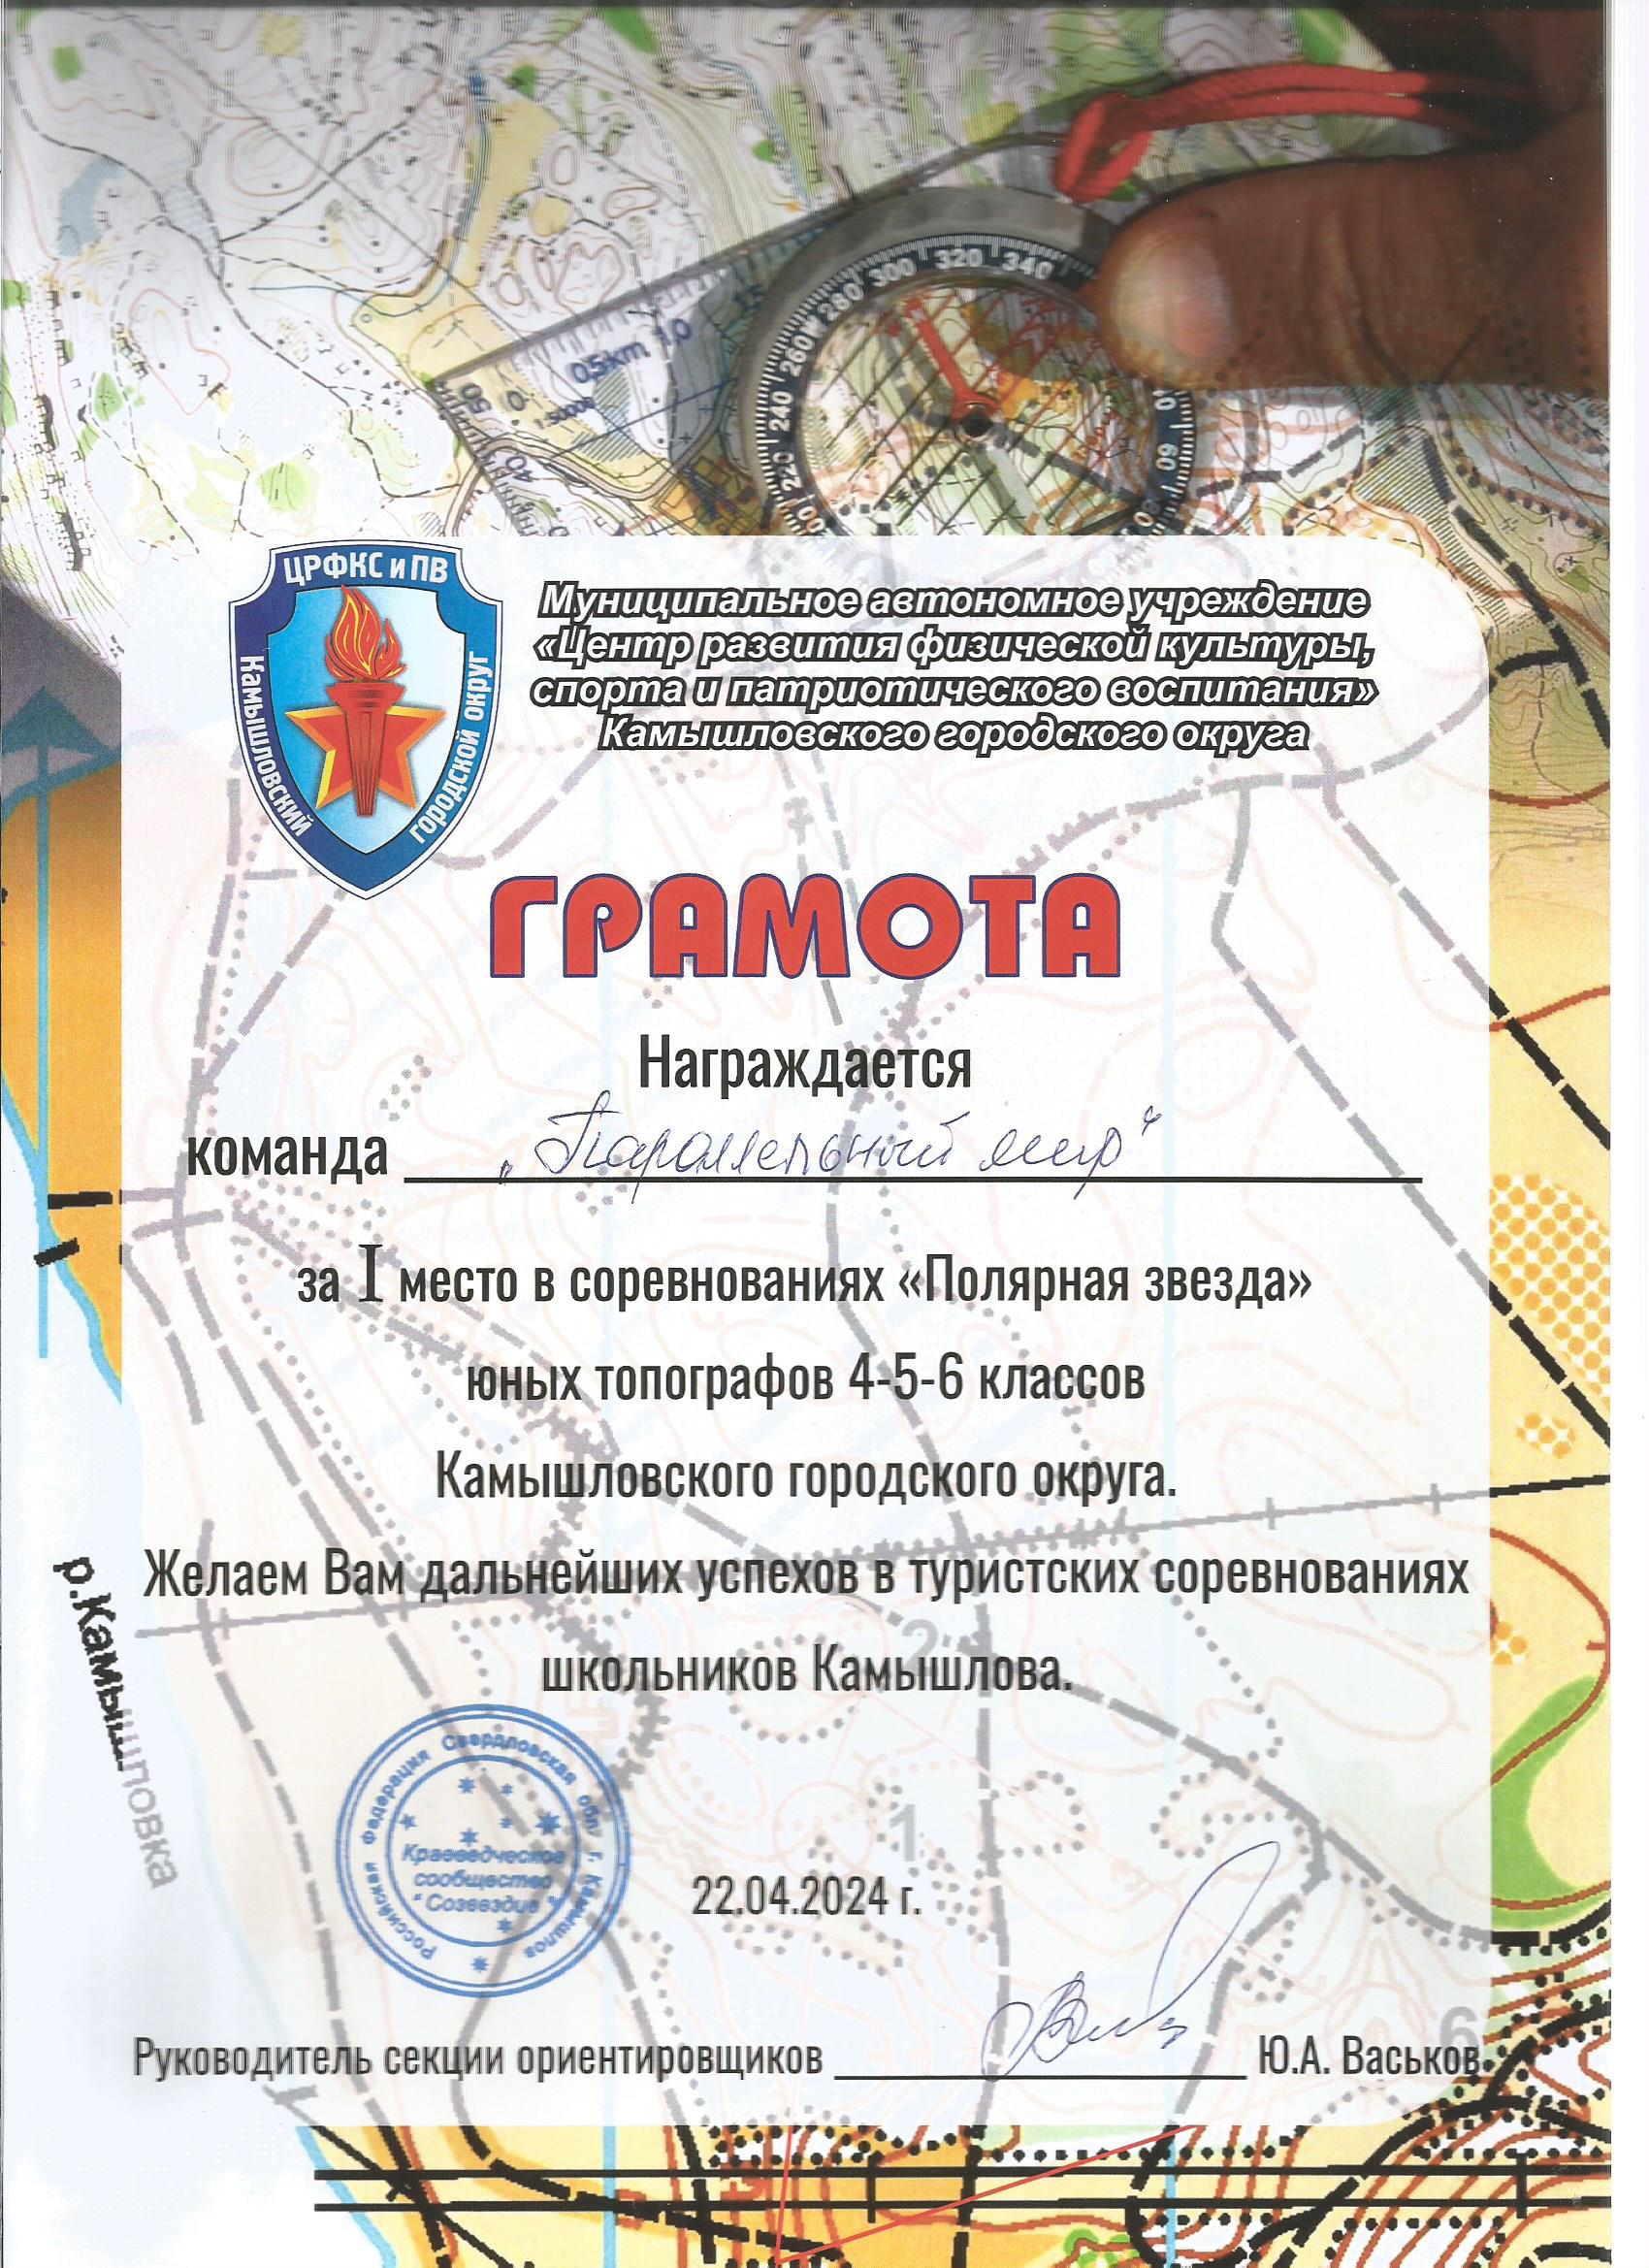 320 340
300
280
260W
240
220
0,5km 1,0
0
1:5000
50
40
60
80
ЦРФКС и ПВ
Камышловский
городской округ
Муниципальное автономное учреждение
«Центр развития физической культуры,
спорта и патриотического воспитания»
Камышловского городского округа
ГРАМОТА
Награждается
команда „Параллельный мир“
за I место в соревнованиях «Полярная звезда»
юных топографов 4-5-6 классов
Камышловского городского округа.
Желаем Вам дальнейших успехов в туристских соревнованиях
школьников Камышлова.
р.Камышловка
2
1
6
Российская Федерация Свердловская обл. г. Камышлов
Краеведческое
сообщество
"Созвездие"
22.04.2024 г.
Руководитель секции ориентировщиков Ю.А. Васьков